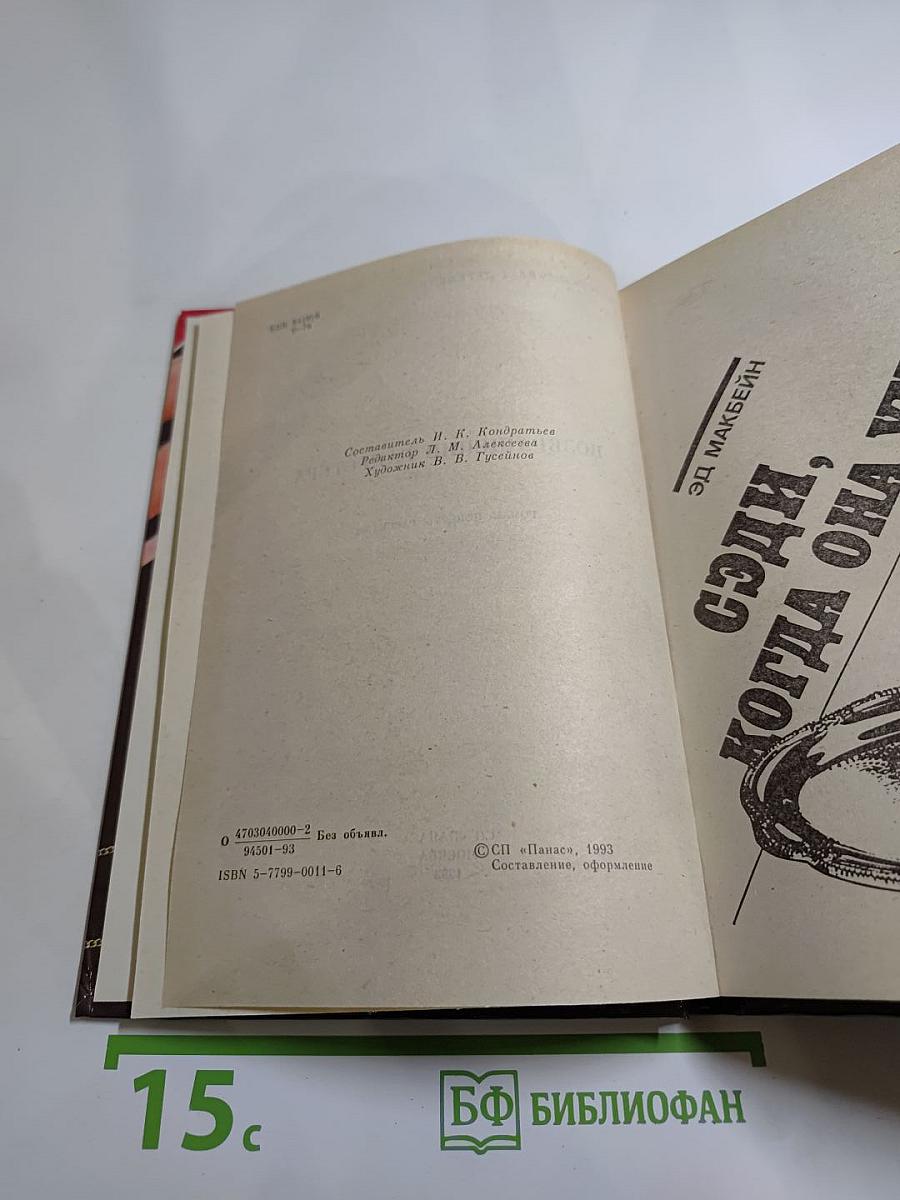 Составитель И. К. Кондратьев
Редактор Л. М. Алексеева
Художник В. В. Гусейнов
О 4703040000-2 Без объявл.
94501-93
ISBN 5-7799-0011-6
© СП «Панас», 1993
Составление, оформление
ЭД МАКБЕЙН
СЭДИ,
КОГДА ОНА
15 с
БФ БИБЛИОФАН